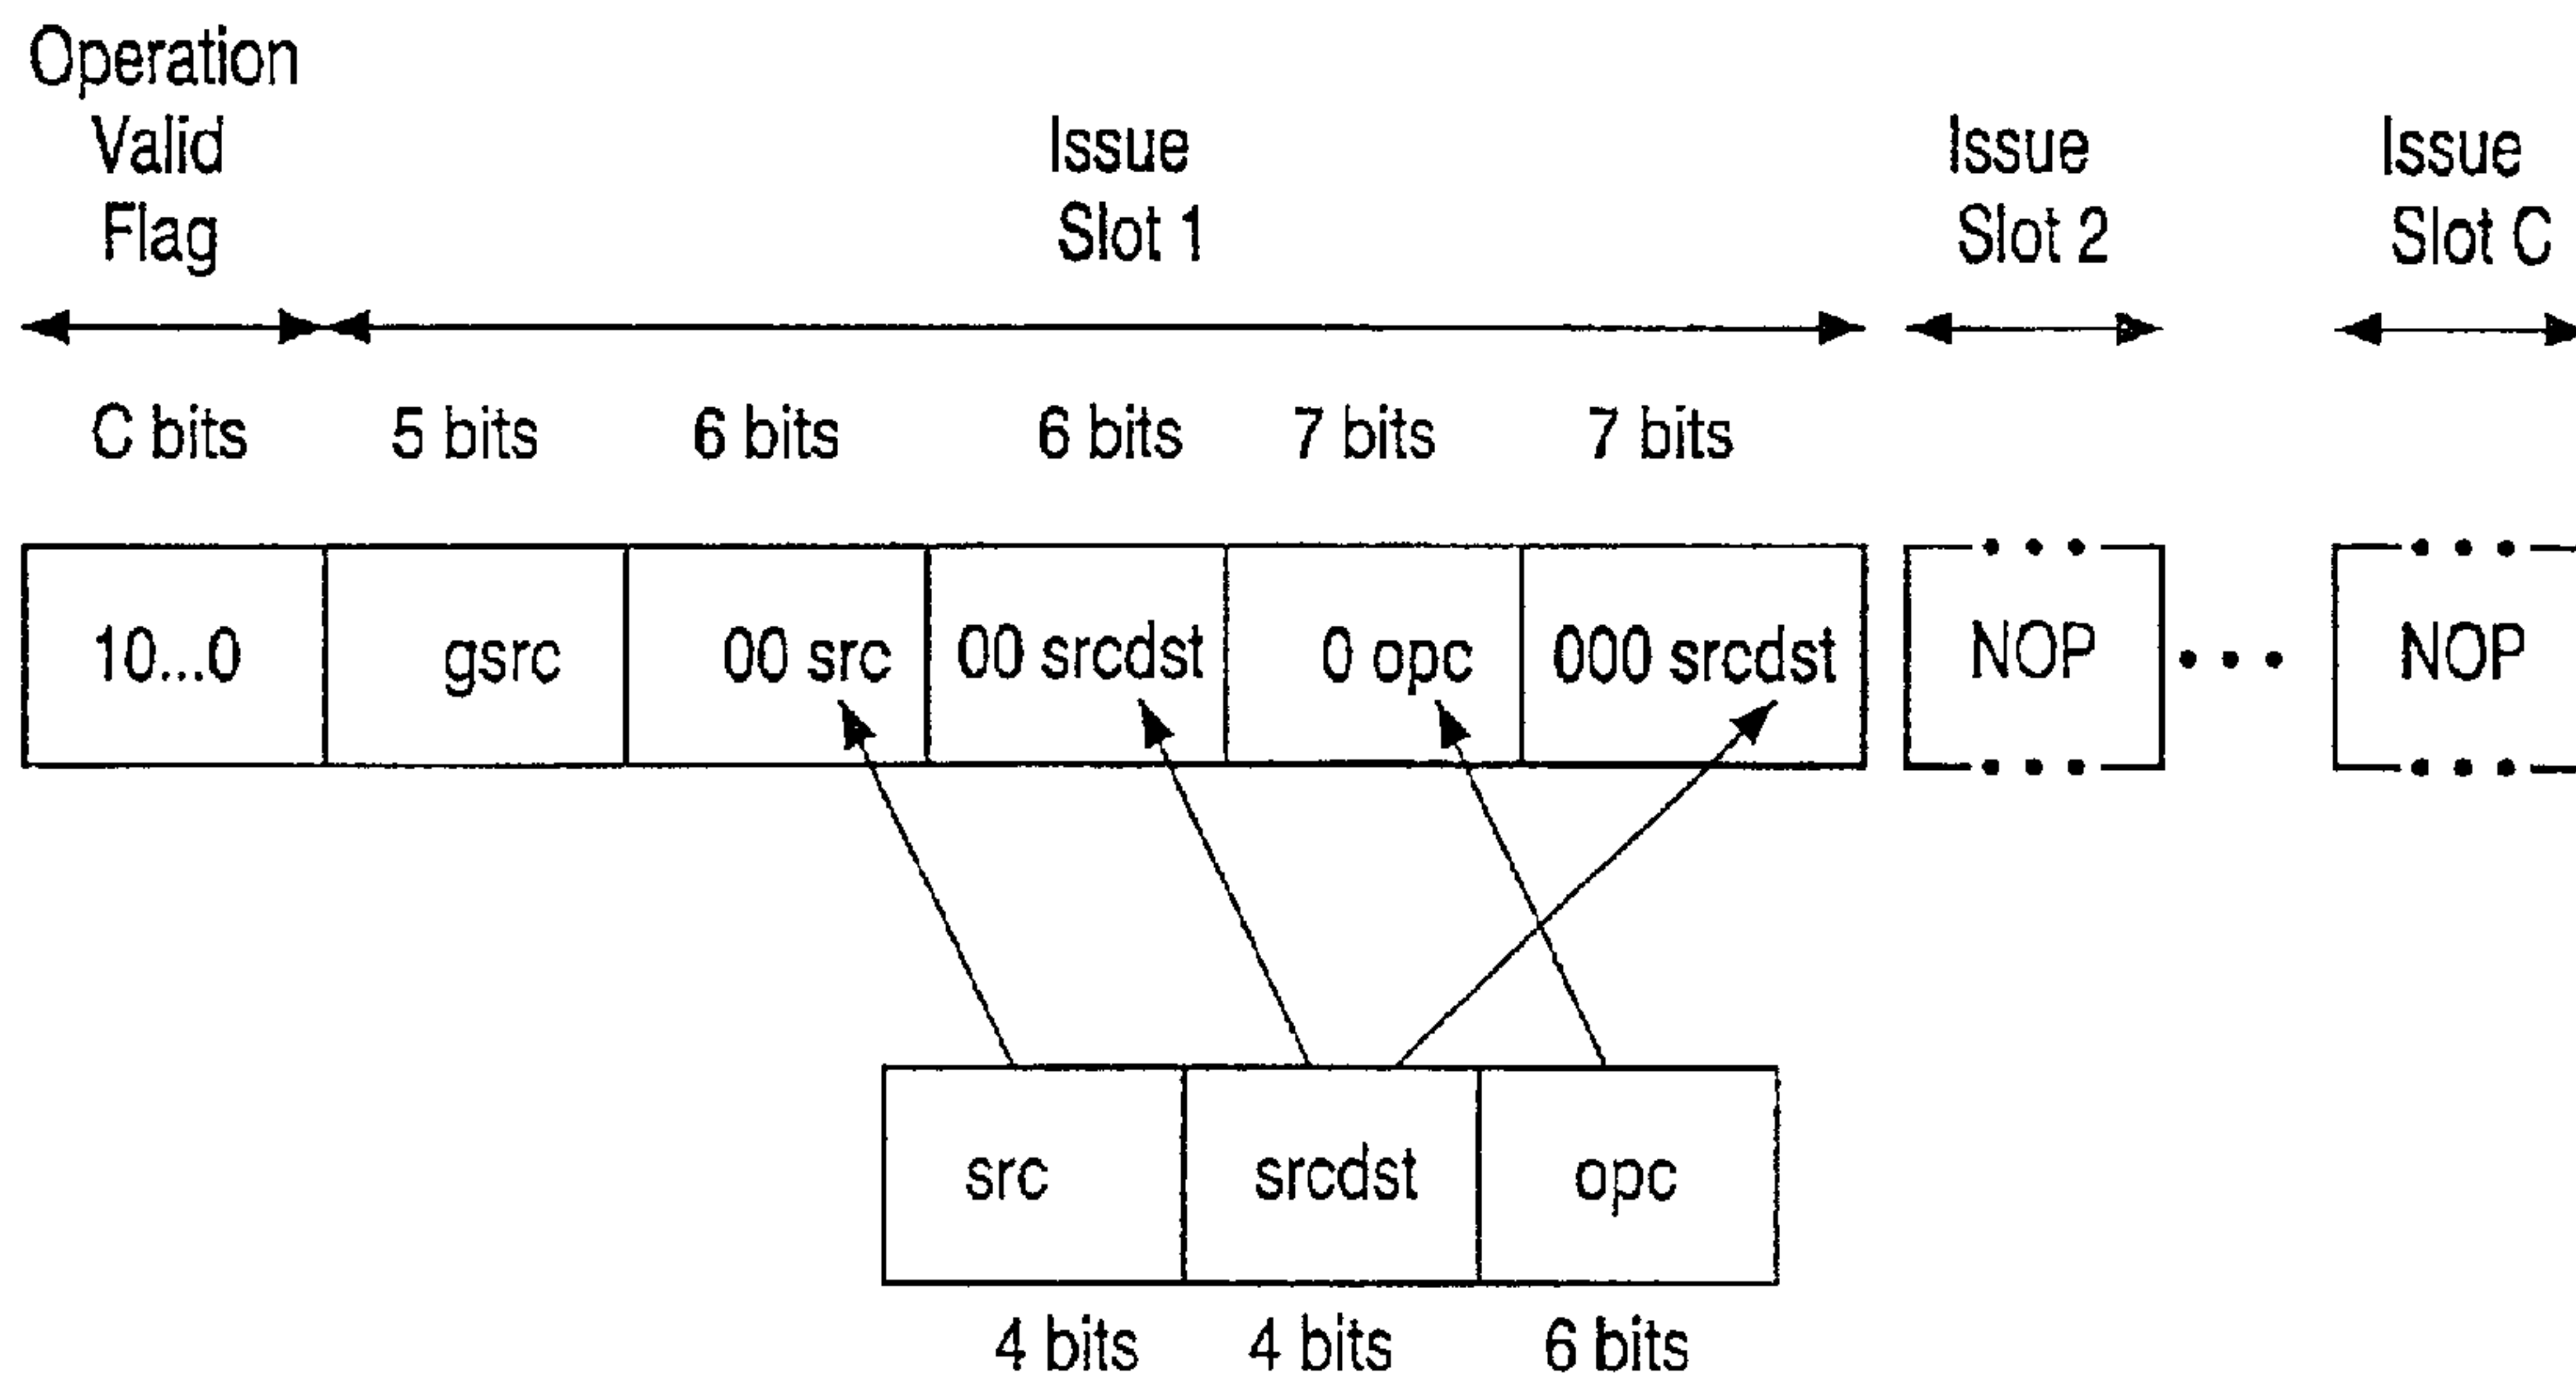 Operation
Valid
Flag
Issue
Slot 1
Issue
Slot 2
Issue
Slot C
C bits 5 bits 6 bits 6 bits 7 bits 7 bits
10...0 gsrc 00 src 00 srcdst 0 opc 000 srcdst NOP ... NOP
src srcdst opc
4 bits 4 bits 6 bits